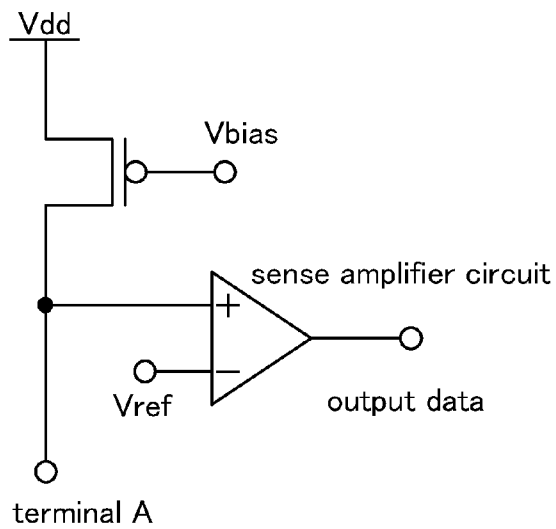 Vdd
Vbias
sense amplifier circuit
+
−
Vref
output data
terminal A